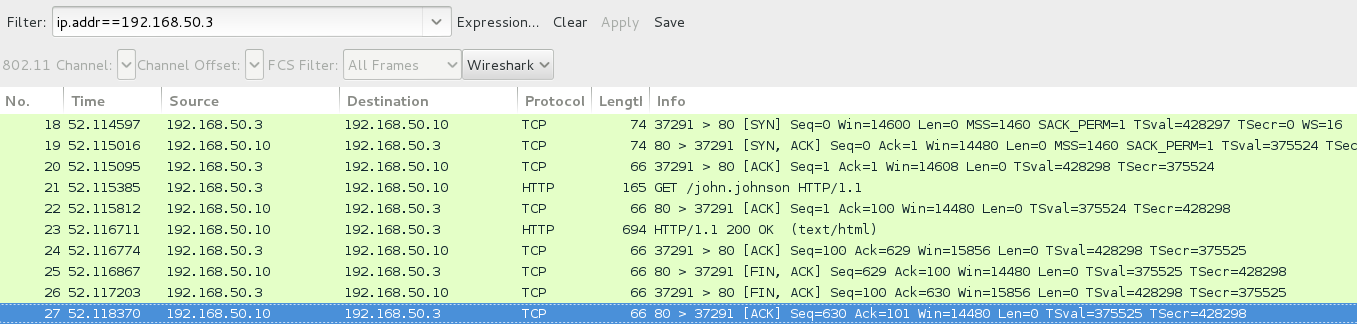 Filter: ip.addr==192.168.50.3 Expression... Clear Apply Save
802.11 Channel: Channel Offset: FCS Filter: All Frames Wireshark
No. Time Source Destination Protocol Lengtl Info
18 52.114597 192.168.50.3 192.168.50.10 TCP 74 37291 > 80 [SYN] Seq=0 Win=14600 Len=0 MSS=1460 SACK_PERM=1 TSval=428297 TSecr=0 WS=16
19 52.115016 192.168.50.10 192.168.50.3 TCP 74 80 > 37291 [SYN, ACK] Seq=0 Ack=1 Win=14480 Len=0 MSS=1460 SACK_PERM=1 TSval=375524 TSec
20 52.115095 192.168.50.3 192.168.50.10 TCP 66 37291 > 80 [ACK] Seq=1 Ack=1 Win=14608 Len=0 TSval=428298 TSecr=375524
21 52.115385 192.168.50.3 192.168.50.10 HTTP 165 GET /john.johnson HTTP/1.1
22 52.115812 192.168.50.10 192.168.50.3 TCP 66 80 > 37291 [ACK] Seq=1 Ack=100 Win=14480 Len=0 TSval=375524 TSecr=428298
23 52.116711 192.168.50.10 192.168.50.3 HTTP 694 HTTP/1.1 200 OK (text/html)
24 52.116774 192.168.50.3 192.168.50.10 TCP 66 37291 > 80 [ACK] Seq=100 Ack=629 Win=15856 Len=0 TSval=428298 TSecr=375525
25 52.116867 192.168.50.10 192.168.50.3 TCP 66 80 > 37291 [FIN, ACK] Seq=629 Ack=100 Win=14480 Len=0 TSval=375525 TSecr=428298
26 52.117203 192.168.50.3 192.168.50.10 TCP 66 37291 > 80 [FIN, ACK] Seq=100 Ack=630 Win=15856 Len=0 TSval=428298 TSecr=375525
27 52.118370 192.168.50.10 192.168.50.3 TCP 66 80 > 37291 [ACK] Seq=630 Ack=101 Win=14480 Len=0 TSval=375525 TSecr=428298